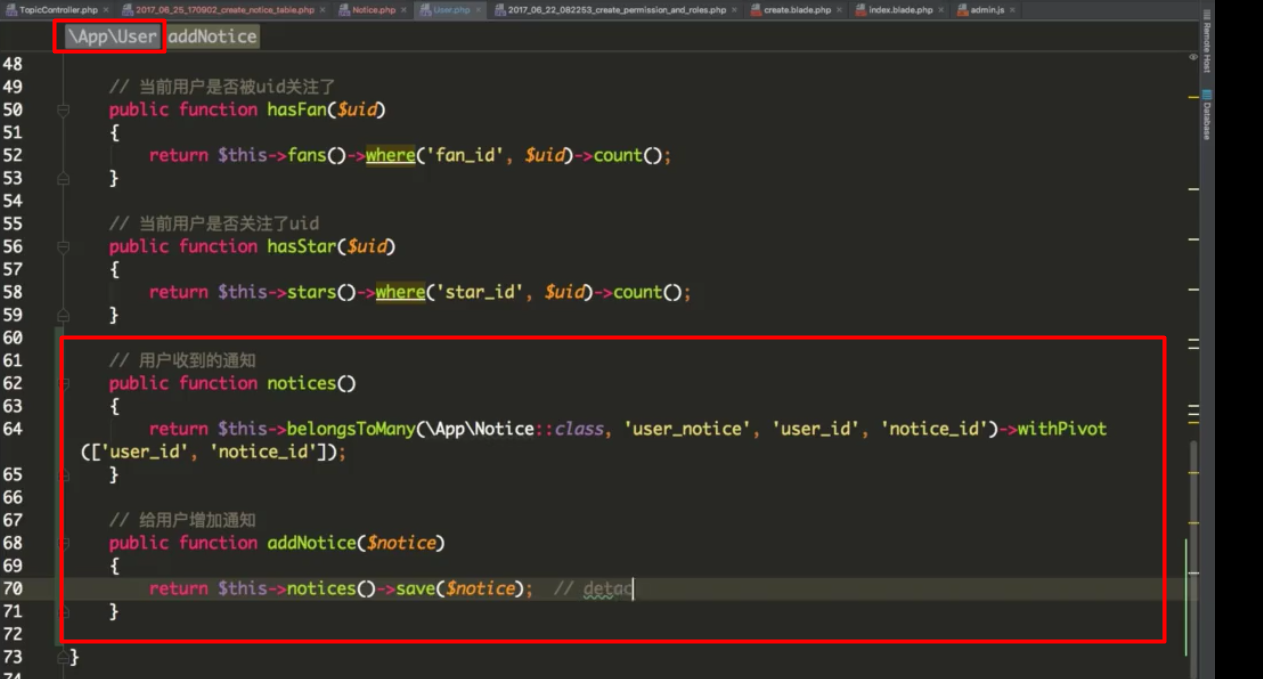 TopicController.php × 2017_06_25_170902_create_notice_table.php × Notice.php × User.php × 2017_06_22_082253_create_permission_and_roles.php × create.blade.php × index.blade.php × admin.js ×
\App\User addNotice
48
49 // 当前用户是否被uid关注了
50 public function hasFan($uid)
51 {
52 return $this->fans()->where('fan_id', $uid)->count();
53 }
54
55 // 当前用户是否关注了uid
56 public function hasStar($uid)
57 {
58 return $this->stars()->where('star_id', $uid)->count();
59 }
60
61 // 用户收到的通知
62 public function notices()
63 {
64 return $this->belongsToMany(\App\Notice::class, 'user_notice', 'user_id', 'notice_id')->withPivot
(['user_id', 'notice_id']);
65 }
66
67 // 给用户增加通知
68 public function addNotice($notice)
69 {
70 return $this->notices()->save($notice); // detac
71 }
72
73 }
74
Remote Host
Database